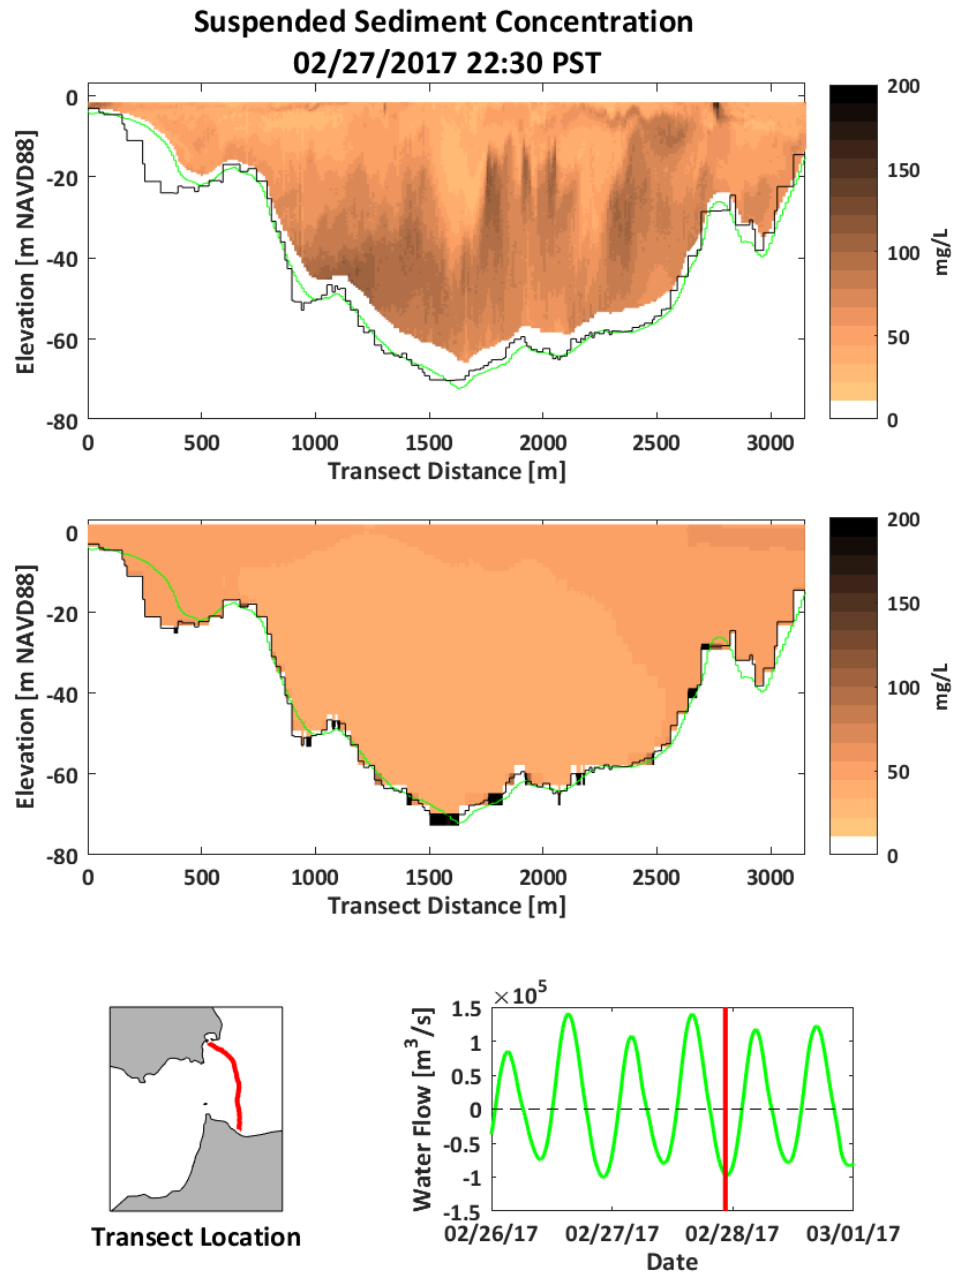 Suspended Sediment Concentration
02/27/2017 22:30 PST
0
-20
-40
-60
-80
Elevation [m NAVD88]
0 500 1000 1500 2000 2500 3000
Transect Distance [m]
200
150
100
50
0
mg/L
0
-20
-40
-60
-80
Elevation [m NAVD88]
0 500 1000 1500 2000 2500 3000
Transect Distance [m]
200
150
100
50
0
mg/L
Transect Location
×10⁵
1.5
1
0.5
0
-0.5
-1
-1.5
Water Flow [m³/s]
02/26/17 02/27/17 02/28/17 03/01/17
Date